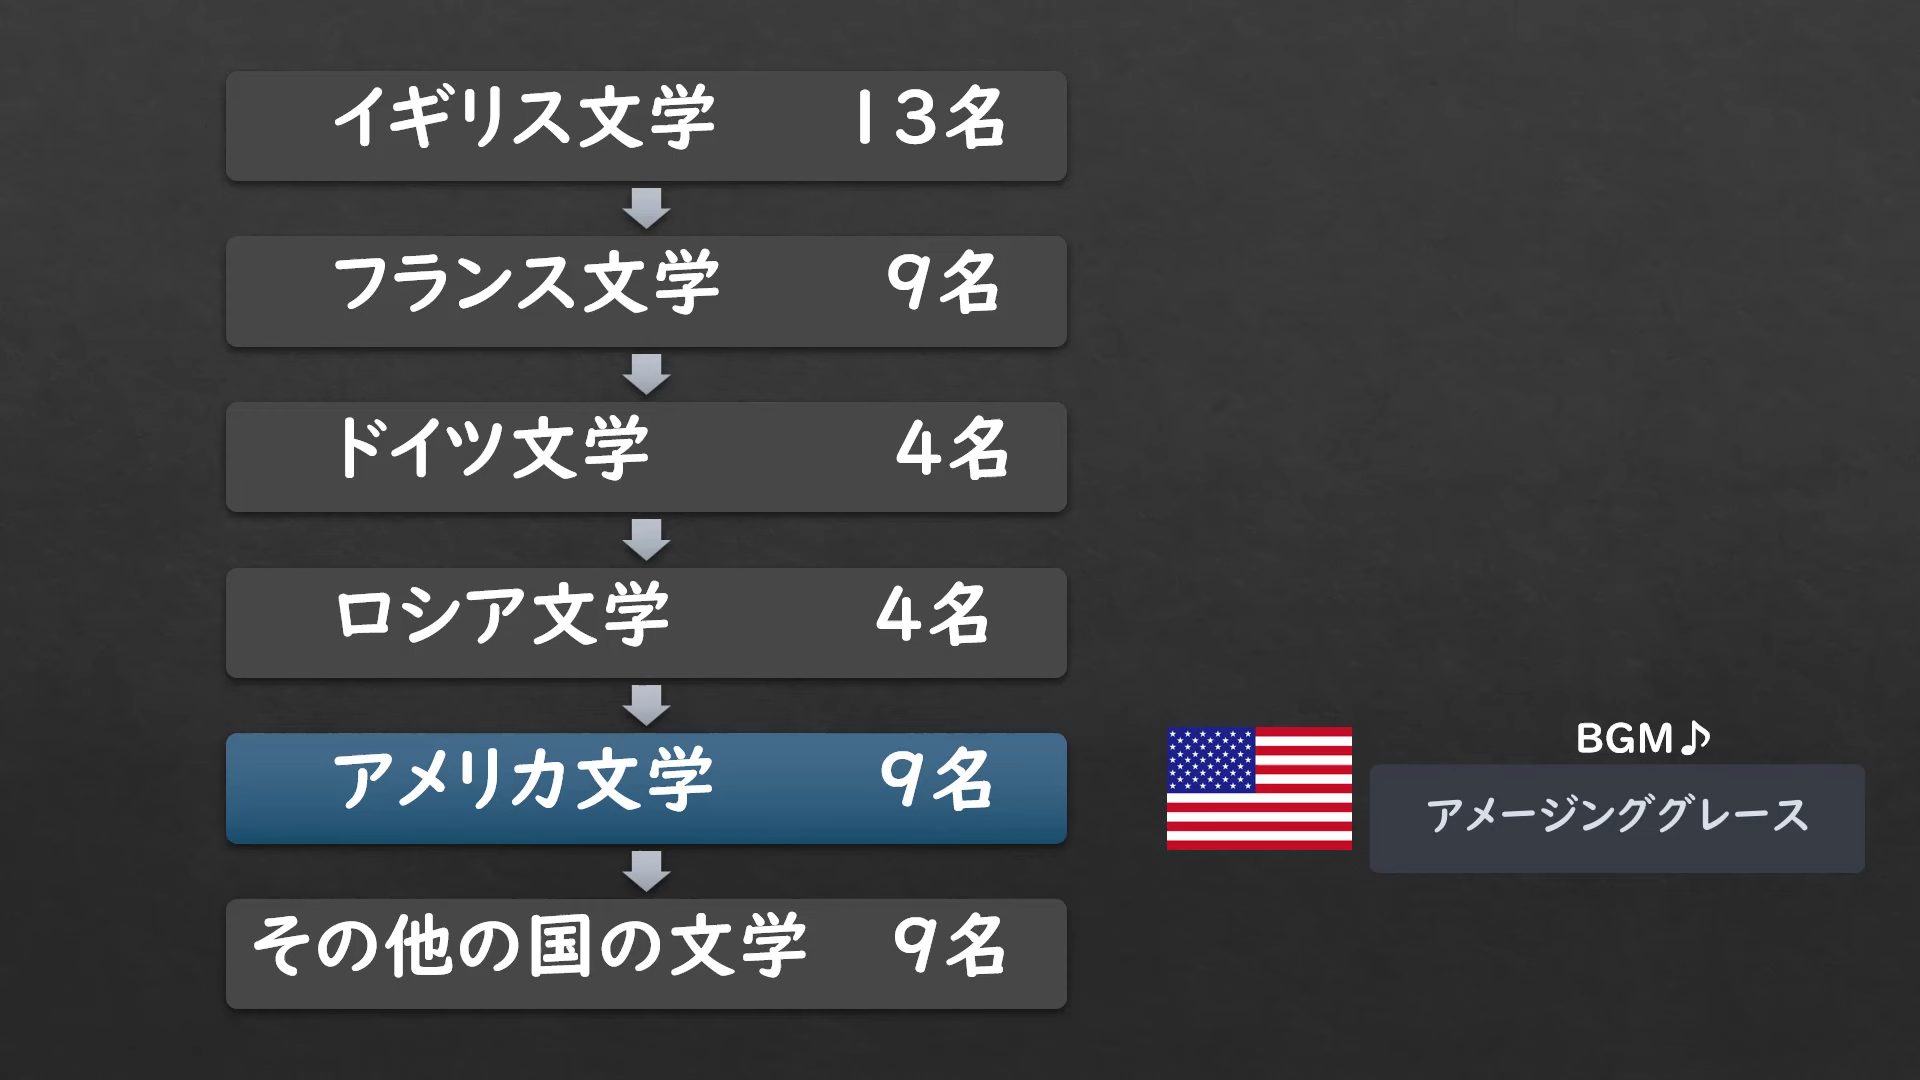 イギリス文学 13名
フランス文学 9名
ドイツ文学 4名
ロシア文学 4名
アメリカ文学 9名
BGM♪
アメージンググレース
その他の国の文学 9名